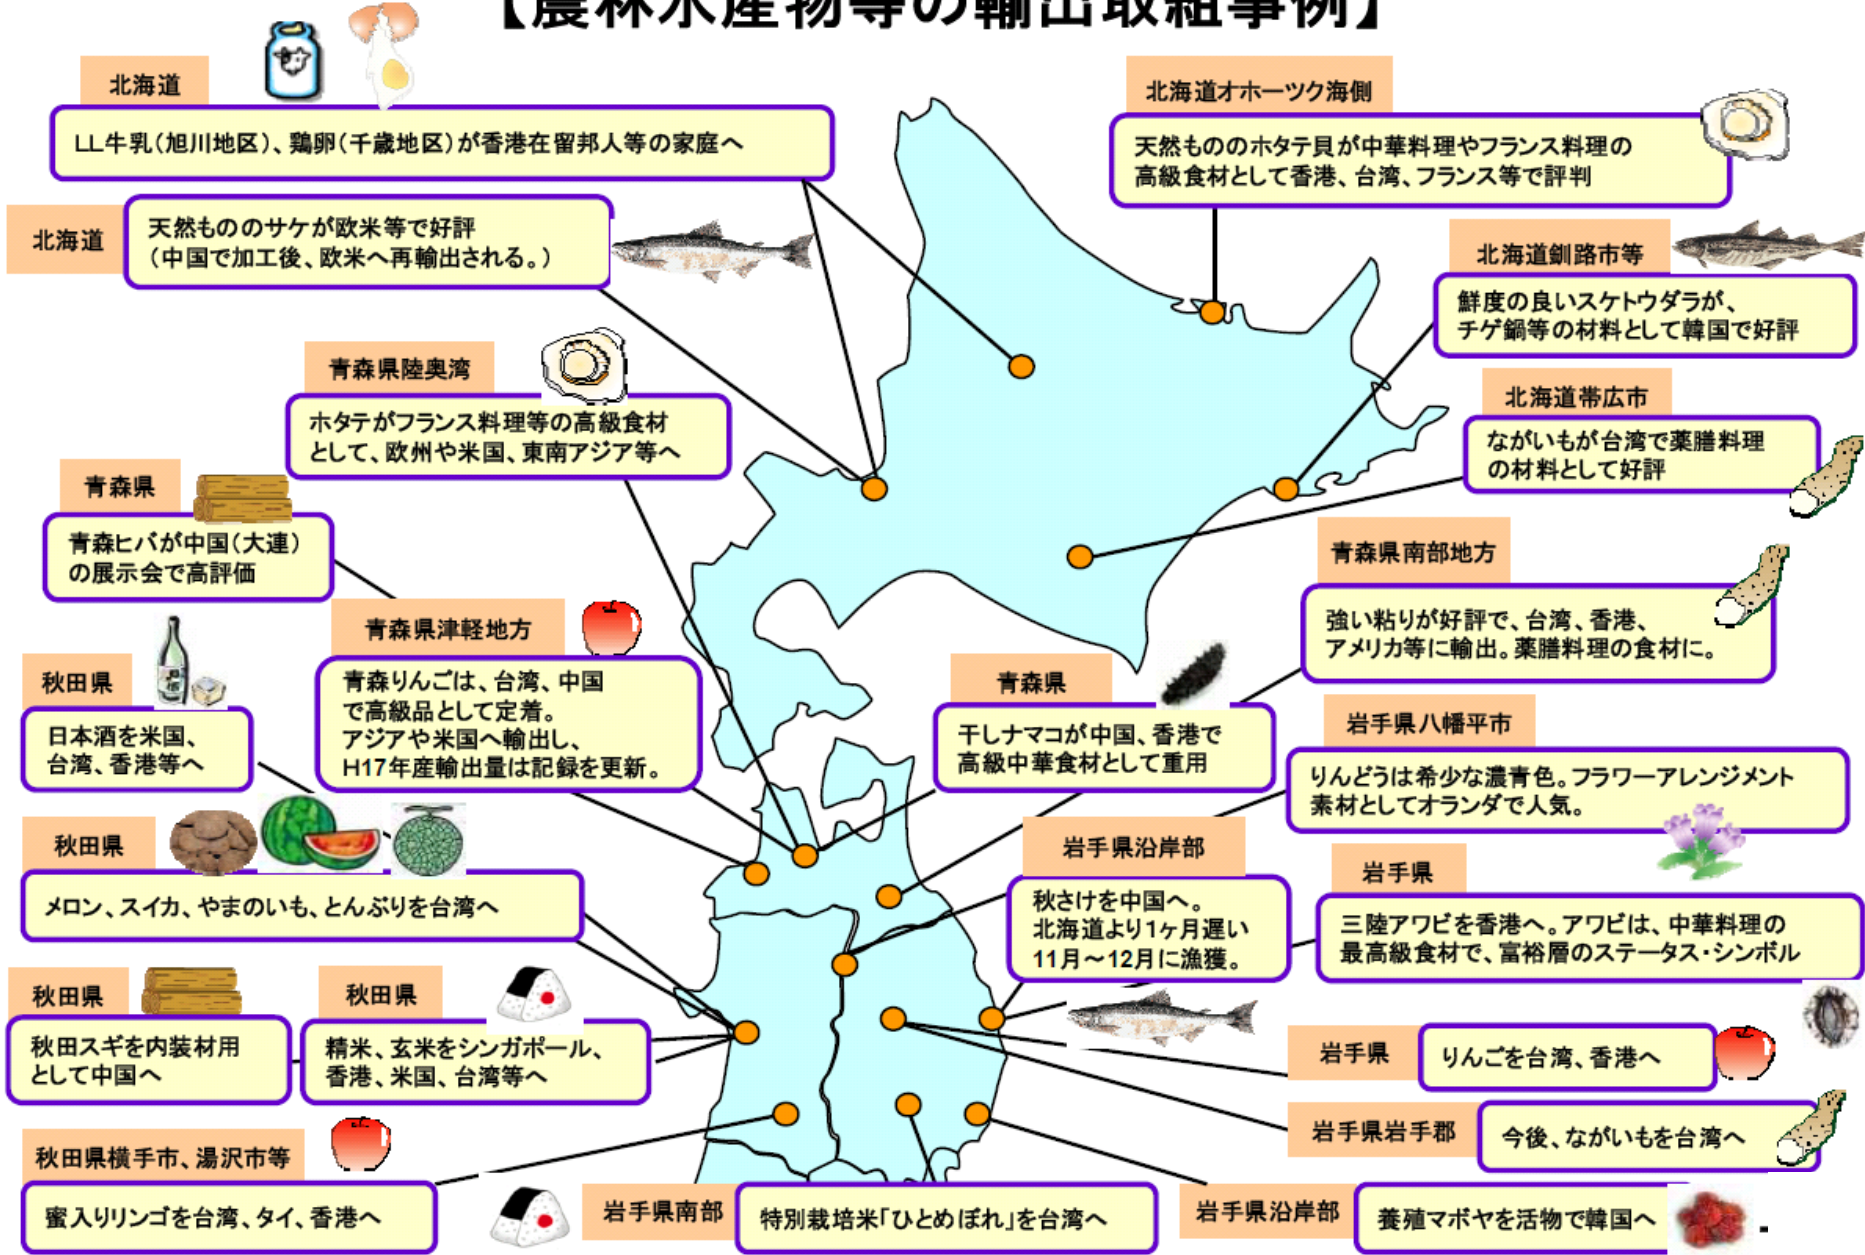 【農林水産物等の輸出取組事例】
北海道
LL牛乳(旭川地区)、鶏卵(千歳地区)が香港在留邦人等の家庭へ
北海道オホーツク海側
天然もののホタテ貝が中華料理やフランス料理の
高級食材として香港、台湾、フランス等で評判
北海道
天然もののサケが欧米等で好評
(中国で加工後、欧米へ再輸出される。)
北海道釧路市等
鮮度の良いスケトウダラが、
チゲ鍋等の材料として韓国で好評
青森県陸奥湾
ホタテがフランス料理等の高級食材
として、欧州や米国、東南アジア等へ
北海道帯広市
ながいもが台湾で薬膳料理
の材料として好評
青森県
青森ヒバが中国(大連)
の展示会で高評価
青森県南部地方
強い粘りが好評で、台湾、香港、
アメリカ等に輸出。薬膳料理の食材に。
青森県津軽地方
青森りんごは、台湾、中国
で高級品として定着。
アジアや米国へ輸出し、
H17年産輸出量は記録を更新。
秋田県
日本酒を米国、
台湾、香港等へ
青森県
干しナマコが中国、香港で
高級中華食材として重用
岩手県八幡平市
りんどうは希少な濃青色。フラワーアレンジメント
素材としてオランダで人気。
秋田県
メロン、スイカ、やまのいも、とんぶりを台湾へ
岩手県沿岸部
秋さけを中国へ。
北海道より1ヶ月遅い
11月~12月に漁獲。
岩手県
三陸アワビを香港へ。アワビは、中華料理の
最高級食材で、富裕層のステータス・シンボル
秋田県
秋田スギを内装材用
として中国へ
秋田県
精米、玄米をシンガポール、
香港、米国、台湾等へ
岩手県
りんごを台湾、香港へ
岩手県岩手郡
今後、ながいもを台湾へ
秋田県横手市、湯沢市等
蜜入りリンゴを台湾、タイ、香港へ
岩手県南部
特別栽培米「ひとめぼれ」を台湾へ
岩手県沿岸部
養殖マボヤを活物で韓国へ